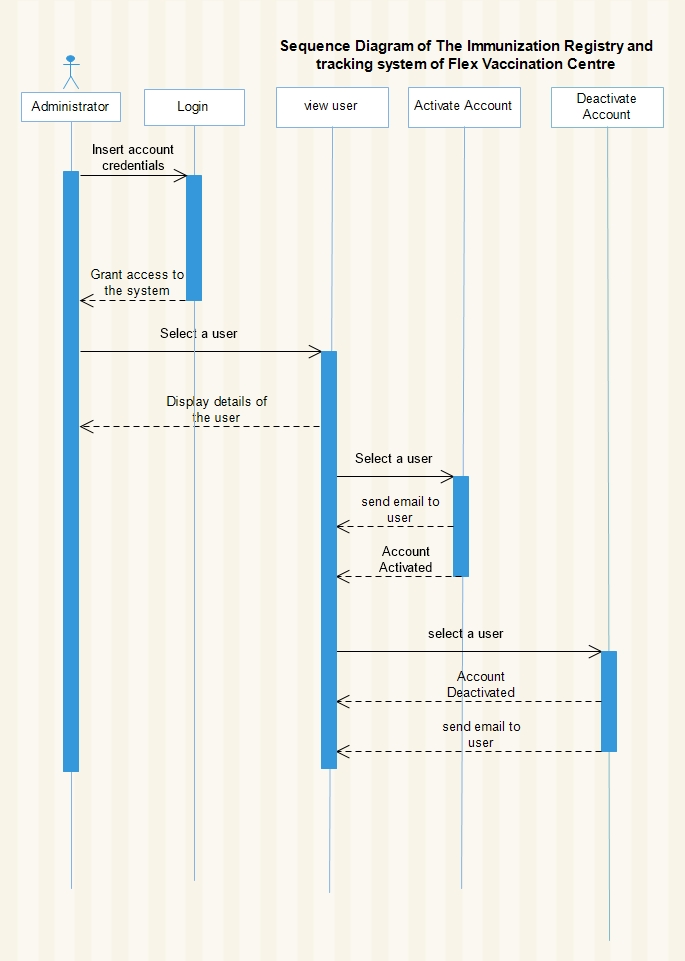 Sequence Diagram of The Immunization Registry and
tracking system of Flex Vaccination Centre
Administrator
Login
view user
Activate Account
Deactivate
Account
Insert account
credentials
Grant access to
the system
Select a user
Display details of
the user
Select a user
send email to
user
Account
Activated
select a user
Account
Deactivated
send email to
user